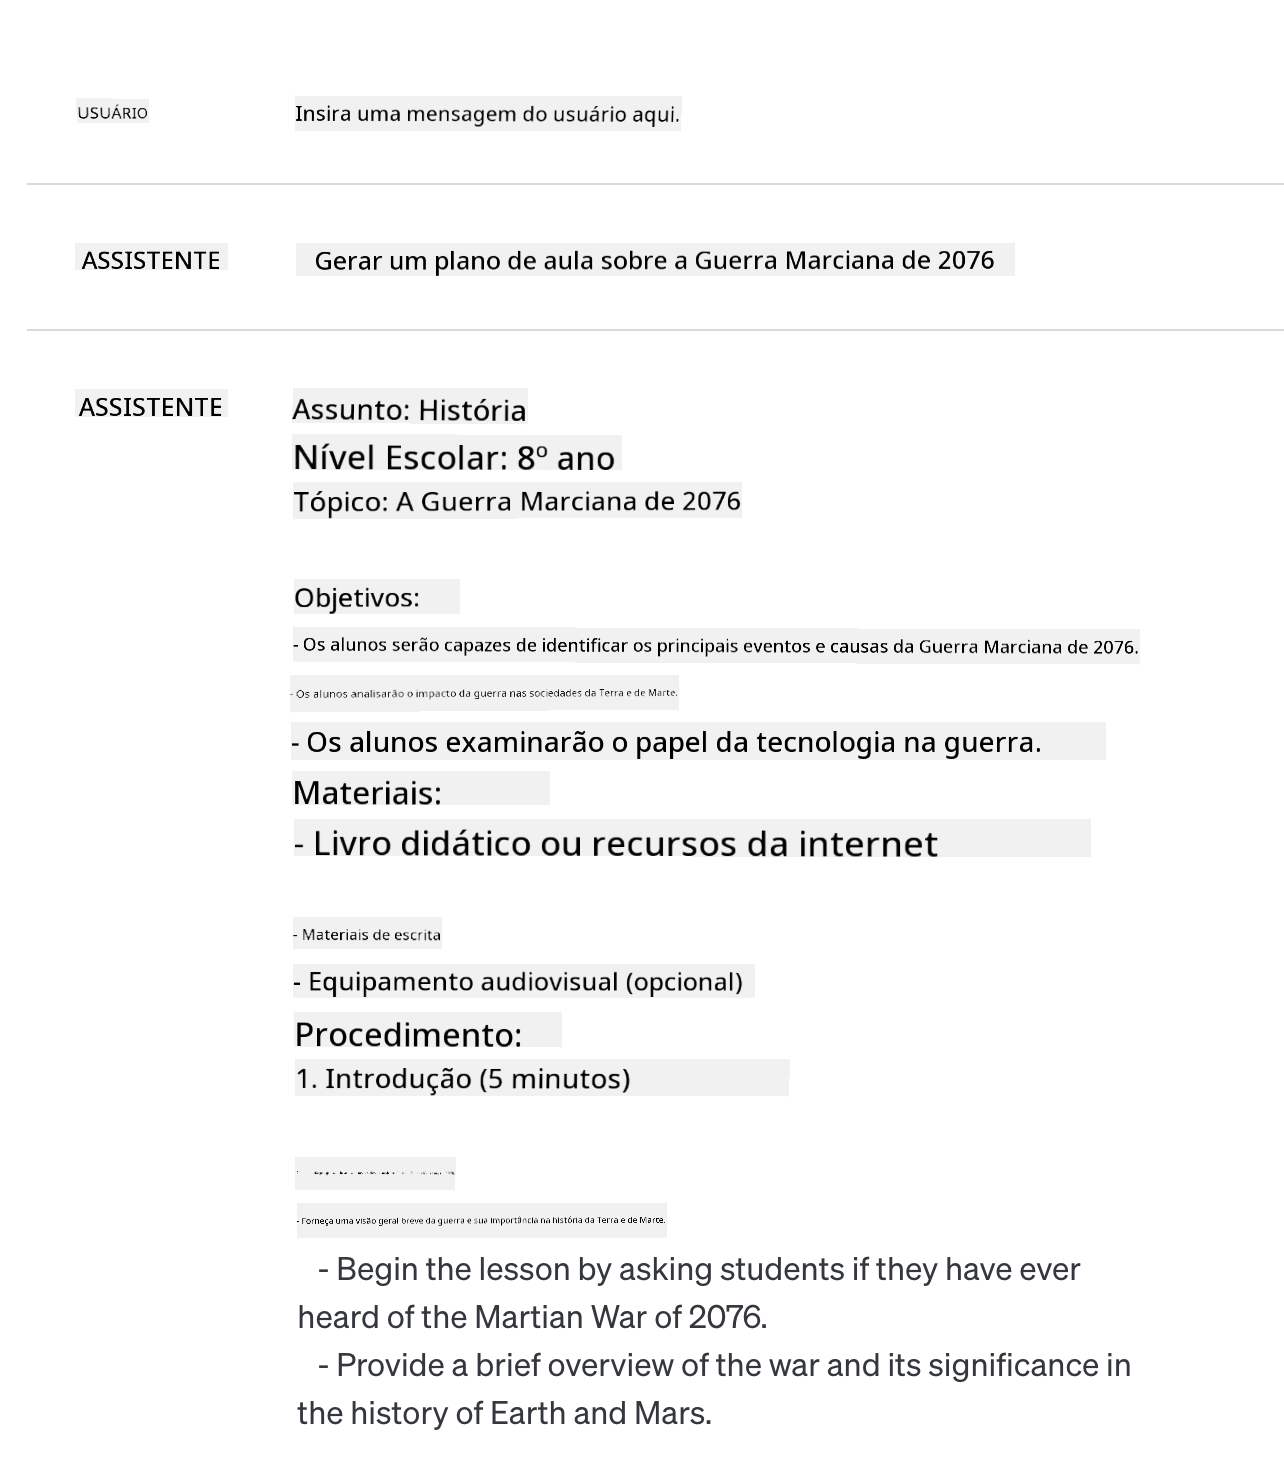 USUÁRIO
Insira uma mensagem do usuário aqui.
ASSISTENTE
Gerar um plano de aula sobre a Guerra Marciana de 2076
ASSISTENTE
Assunto: História
Nível Escolar: 8º ano
Tópico: A Guerra Marciana de 2076
Objetivos:
- Os alunos serão capazes de identificar os principais eventos e causas da Guerra Marciana de 2076.
- Os alunos analisarão o impacto da guerra nas sociedades da Terra e de Marte.
- Os alunos examinarão o papel da tecnologia na guerra.
Materiais:
- Livro didático ou recursos da internet
- Materiais de escrita
- Equipamento audiovisual (opcional)
Procedimento:
1. Introdução (5 minutos)
- Forneça uma visão geral breve da guerra e sua importância na história da Terra e de Marte.
- Begin the lesson by asking students if they have ever
heard of the Martian War of 2076.
- Provide a brief overview of the war and its significance in
the history of Earth and Mars.